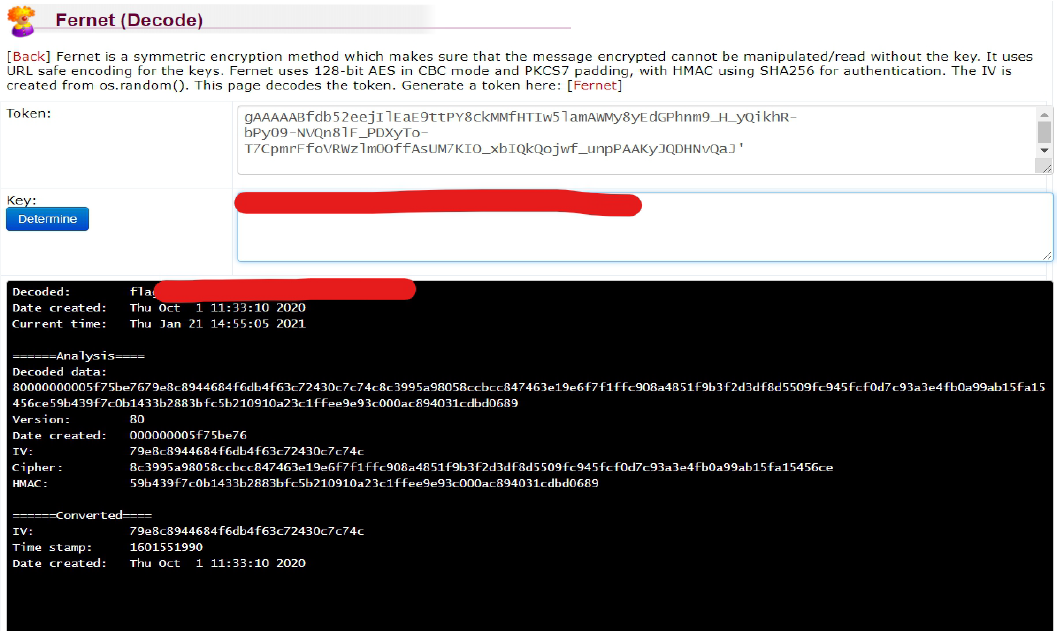 Fernet (Decode)
[Back] Fernet is a symmetric encryption method which makes sure that the message encrypted cannot be manipulated/read without the key. It uses
URL safe encoding for the keys. Fernet uses 128-bit AES in CBC mode and PKCS7 padding, with HMAC using SHA256 for authentication. The IV is
created from os.random(). This page decodes the token. Generate a token here: [Fernet]
Token:
gAAAAABfdb52eejIlEaE9ttPY8ckMMfHTIw5lamAWMy8yEdGPhnm9_H_yQikhR-
bPyO9-NVQn8lF_PDXyTo-
T7CpmrFfoVRWzlm0OffAsUM7KIO_xbIQkQojwf_unpPAAKyJQDHNvQaJ'
Key:
Determine
Decoded: flag
Date created: Thu Oct 1 11:33:10 2020
Current time: Thu Jan 21 14:55:05 2021
======Analysis====
Decoded data:
80000000005f75be7679e8c8944684f6db4f63c72430c7c74c8c3995a98058ccbcc847463e19e6f7f1ffc908a4851f9b3f2d3df8d5509fc945fcf0d7c93a3e4fb0a99ab15fa15
456ce59b439f7c0b1433b2883bfc5b210910a23c1ffee9e93c000ac894031cdbd0689
Version: 80
Date created: 000000005f75be76
IV: 79e8c8944684f6db4f63c72430c7c74c
Cipher: 8c3995a98058ccbcc847463e19e6f7f1ffc908a4851f9b3f2d3df8d5509fc945fcf0d7c93a3e4fb0a99ab15fa15456ce
HMAC: 59b439f7c0b1433b2883bfc5b210910a23c1ffee9e93c000ac894031cdbd0689
======Converted====
IV: 79e8c8944684f6db4f63c72430c7c74c
Time stamp: 1601551990
Date created: Thu Oct 1 11:33:10 2020